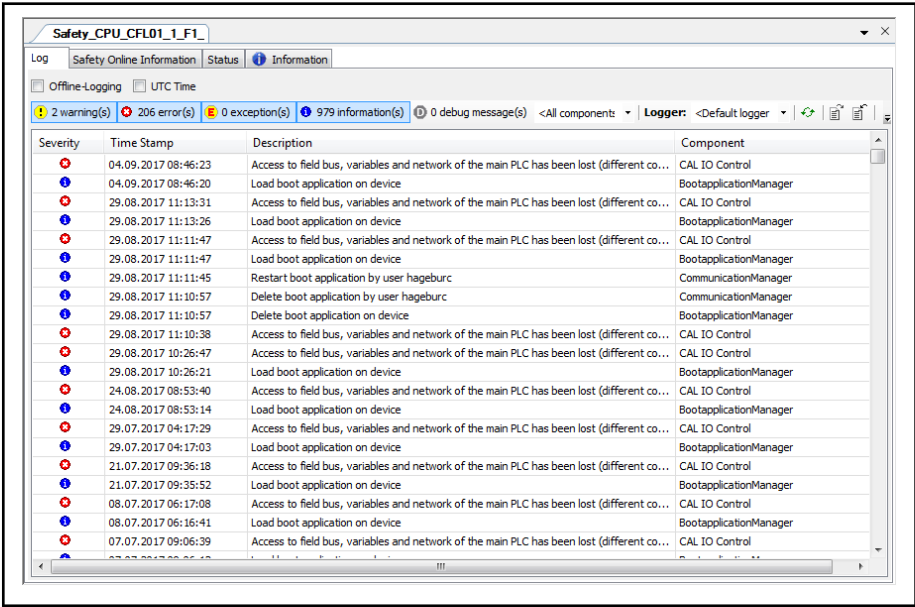 Safety_CPU_CFL01_1_F1_
Log Safety Online Information Status Information
Offline-Logging UTC Time
2 warning(s) 206 error(s) E 0 exception(s) 979 information(s) D 0 debug message(s) <All components Logger: <Default logger
Severity Time Stamp Description Component
04.09.2017 08:46:23 Access to field bus, variables and network of the main PLC has been lost (different co... CAL IO Control
04.09.2017 08:46:20 Load boot application on device BootapplicationManager
29.08.2017 11:13:31 Access to field bus, variables and network of the main PLC has been lost (different co... CAL IO Control
29.08.2017 11:13:26 Load boot application on device BootapplicationManager
29.08.2017 11:11:47 Access to field bus, variables and network of the main PLC has been lost (different co... CAL IO Control
29.08.2017 11:11:47 Load boot application on device BootapplicationManager
29.08.2017 11:11:45 Restart boot application by user hageburc CommunicationManager
29.08.2017 11:10:57 Delete boot application by user hageburc CommunicationManager
29.08.2017 11:10:57 Delete boot application on device BootapplicationManager
29.08.2017 11:10:38 Access to field bus, variables and network of the main PLC has been lost (different co... CAL IO Control
29.08.2017 10:26:47 Access to field bus, variables and network of the main PLC has been lost (different co... CAL IO Control
29.08.2017 10:26:21 Load boot application on device BootapplicationManager
24.08.2017 08:53:40 Access to field bus, variables and network of the main PLC has been lost (different co... CAL IO Control
24.08.2017 08:53:14 Load boot application on device BootapplicationManager
29.07.2017 04:17:29 Access to field bus, variables and network of the main PLC has been lost (different co... CAL IO Control
29.07.2017 04:17:03 Load boot application on device BootapplicationManager
21.07.2017 09:36:18 Access to field bus, variables and network of the main PLC has been lost (different co... CAL IO Control
21.07.2017 09:35:52 Load boot application on device BootapplicationManager
08.07.2017 06:17:08 Access to field bus, variables and network of the main PLC has been lost (different co... CAL IO Control
08.07.2017 06:16:41 Load boot application on device BootapplicationManager
07.07.2017 09:06:39 Access to field bus, variables and network of the main PLC has been lost (different co... CAL IO Control